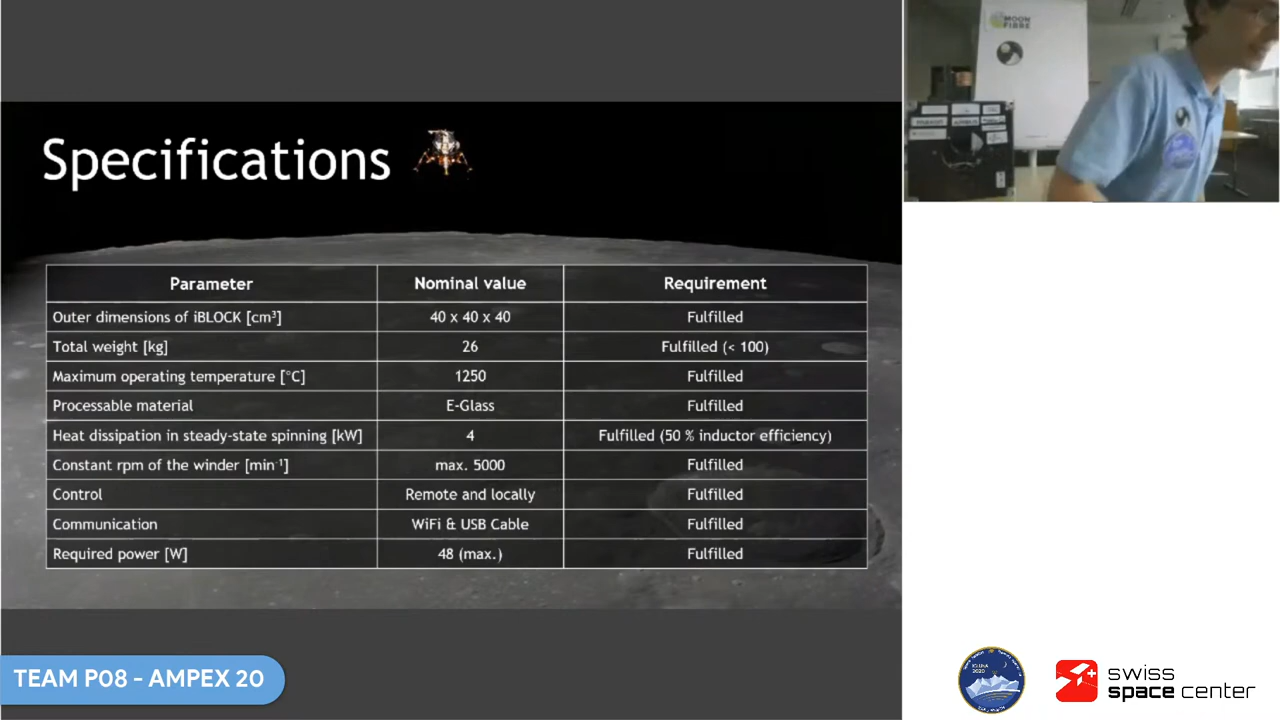 Specifications
Parameter Nominal value Requirement
Outer dimensions of iBLOCK [cm³] 40 x 40 x 40 Fulfilled
Total weight [kg] 26 Fulfilled (< 100)
Maximum operating temperature [°C] 1250 Fulfilled
Processable material E-Glass Fulfilled
Heat dissipation in steady-state spinning [kW] 4 Fulfilled (50 % inductor efficiency)
Constant rpm of the winder [min⁻¹] max. 5000 Fulfilled
Control Remote and locally Fulfilled
Communication WiFi & USB Cable Fulfilled
Required power [W] 48 (max.) Fulfilled
MOON
FIBRE
TEAM P08 - AMPEX 20
IGLUNA
2020
swiss
space center